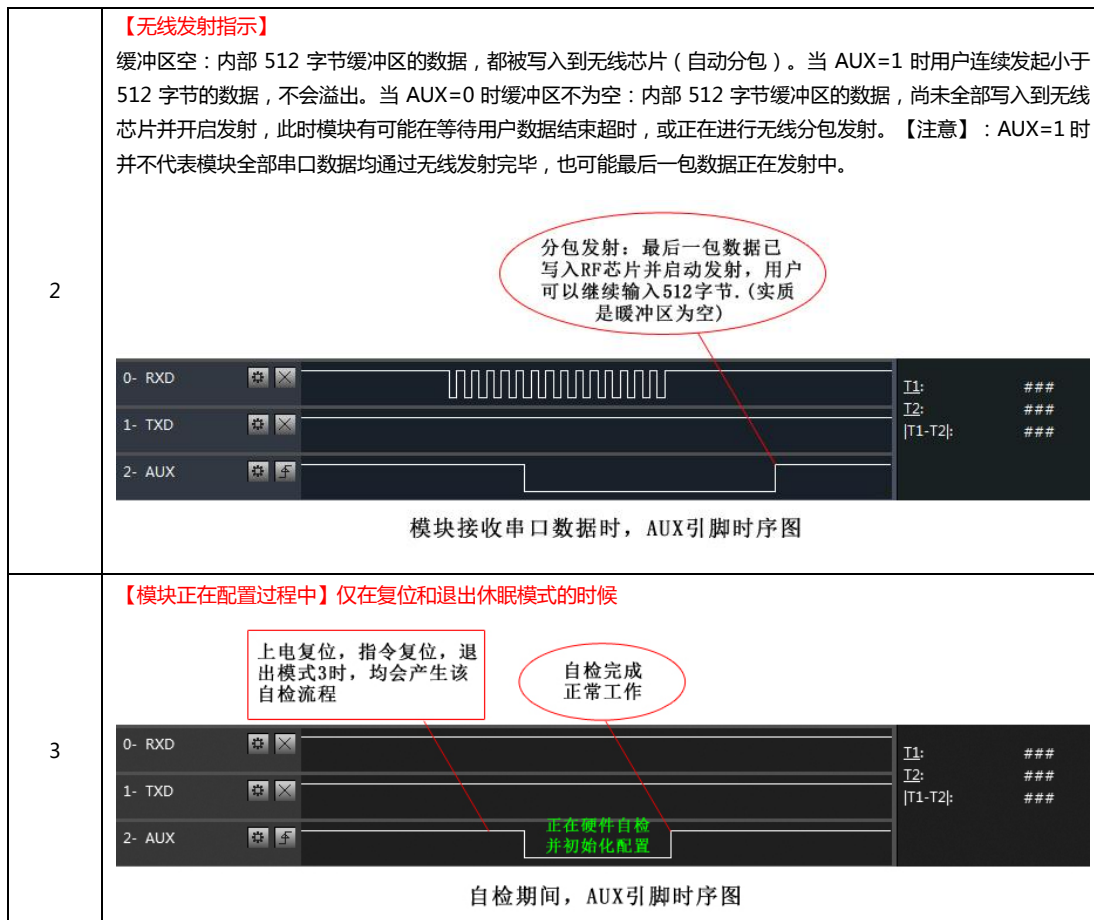 【无线发射指示】
缓冲区空：内部 512 字节缓冲区的数据，都被写入到无线芯片（自动分包）。当 AUX=1 时用户连续发起小于
512 字节的数据，不会溢出。当 AUX=0 时缓冲区不为空：内部 512 字节缓冲区的数据，尚未全部写入到无线
芯片并开启发射，此时模块有可能在等待用户数据结束超时，或正在进行无线分包发射。【注意】：AUX=1 时
并不代表模块全部串口数据均通过无线发射完毕，也可能最后一包数据正在发射中。
2
分包发射：最后一包数据已
写入RF芯片并启动发射，用户
可以继续输入512字节.(实质
是暖冲区为空)
0- RXD
1- TXD
2- AUX
T1: ###
T2: ###
|T1-T2|: ###
模块接收串口数据时，AUX引脚时序图
3
【模块正在配置过程中】仅在复位和退出休眠模式的时候
上电复位，指令复位，退
出模式3时，均会产生该
自检流程
自检完成
正常工作
0- RXD
1- TXD
2- AUX
正在硬件自检
并初始化配置
T1: ###
T2: ###
|T1-T2|: ###
自检期间，AUX引脚时序图